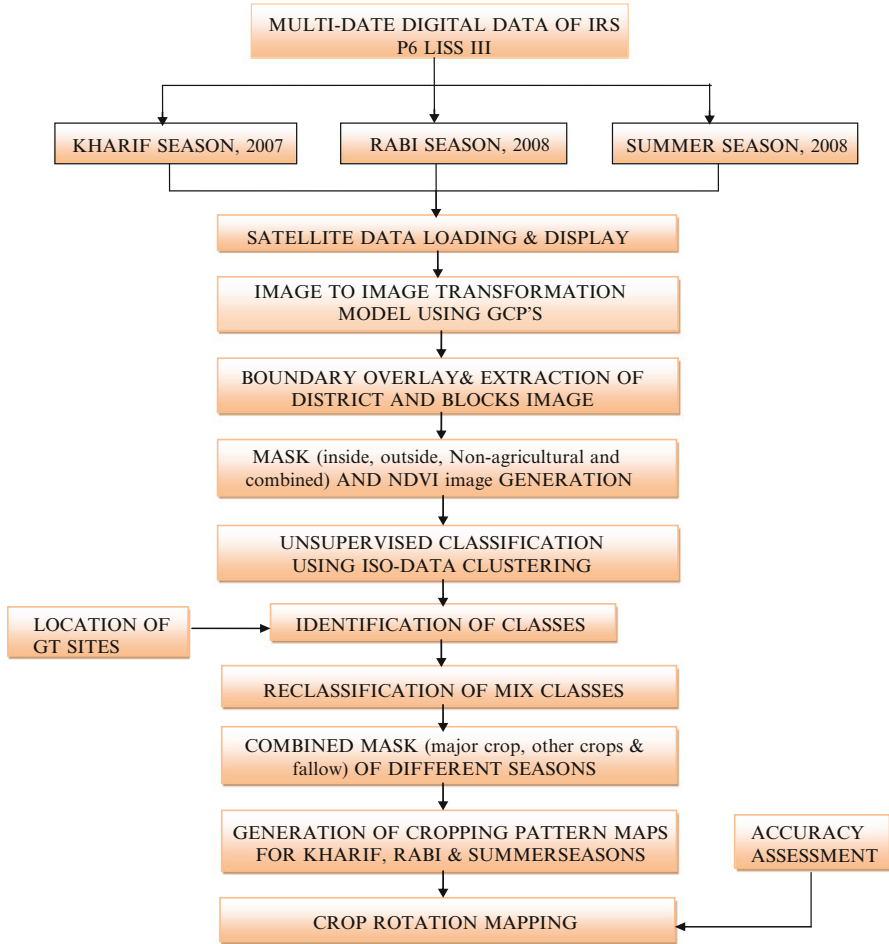 MULTI-DATE DIGITAL DATA OF IRS
P6 LISS III
KHARIF SEASON, 2007
RABI SEASON, 2008
SUMMER SEASON, 2008
SATELLITE DATA LOADING & DISPLAY
IMAGE TO IMAGE TRANSFORMATION
MODEL USING GCP'S
BOUNDARY OVERLAY& EXTRACTION OF
DISTRICT AND BLOCKS IMAGE
MASK (inside, outside, Non-agricultural and
combined) AND NDVI image GENERATION
UNSUPERVISED CLASSIFICATION
USING ISO-DATA CLUSTERING
LOCATION OF
GT SITES
IDENTIFICATION OF CLASSES
RECLASSIFICATION OF MIX CLASSES
COMBINED MASK (major crop, other crops &
fallow) OF DIFFERENT SEASONS
GENERATION OF CROPPING PATTERN MAPS
FOR KHARIF, RABI & SUMMERSEASONS
ACCURACY
ASSESSMENT
CROP ROTATION MAPPING